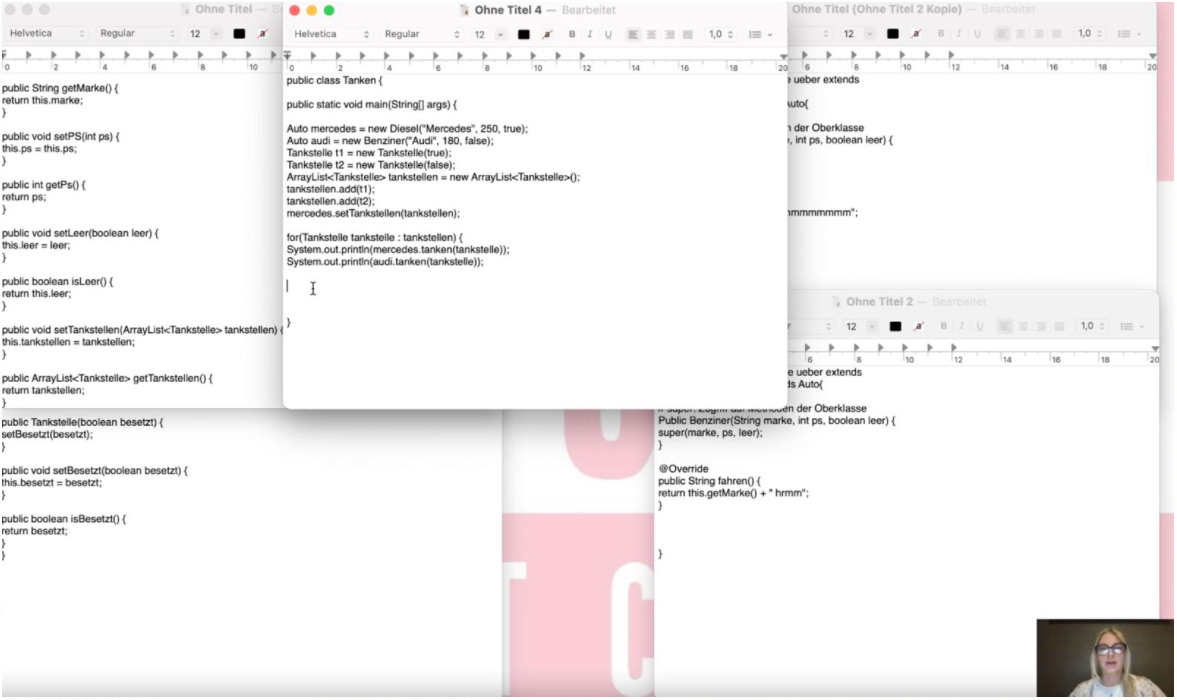 Ohne Titel
Helvetica Regular 12 a
0 2 4 6 8 10
public String getMarke() {
return this.marke;
}
public void setPS(int ps) {
this.ps = this.ps;
}
public int getPs() {
return ps;
}
public void setLeer(boolean leer) {
this.leer = leer;
}
public boolean isLeer() {
return this.leer;
}
public void setTankstellen(ArrayList<Tankstelle> tankstellen) {
this.tankstellen = tankstellen;
}
public ArrayList<Tankstelle> getTankstellen() {
return tankstellen;
}
public Tankstelle(boolean besetzt) {
setBesetzt(besetzt);
}
public void setBesetzt(boolean besetzt) {
this.besetzt = besetzt;
}
public boolean isBesetzt() {
return besetzt;
}
}
Ohne Titel 4 — Bearbeitet
Helvetica Regular 12 a B I U 1,0
0 2 4 6 8 10 12 14 16 18 20
public class Tanken {
public static void main(String[] args) {
Auto mercedes = new Diesel("Mercedes", 250, true);
Auto audi = new Benziner("Audi", 180, false);
Tankstelle t1 = new Tankstelle(true);
Tankstelle t2 = new Tankstelle(false);
ArrayList<Tankstelle> tankstellen = new ArrayList<Tankstelle>();
tankstellen.add(t1);
tankstellen.add(t2);
mercedes.setTankstellen(tankstellen);
for(Tankstelle tankstelle : tankstellen) {
System.out.println(mercedes.tanken(tankstelle));
System.out.println(audi.tanken(tankstelle));
}
Ohne Titel (Ohne Titel 2 Kopie) — Bearbeitet
12 a B I U 1,0
6 8 10 12 14 16 18 20
e ueber extends
Auto{
der Oberklasse
, int ps, boolean leer) {
mmmmmmmm";
Ohne Titel 2 — Bearbeitet
r 12 a B I U 1,0
6 8 10 12 14 16 18 20
e ueber extends
ds Auto{
// super: Zugriff auf Methoden der Oberklasse
Public Benziner(String marke, int ps, boolean leer) {
super(marke, ps, leer);
}
@Override
public String fahren() {
return this.getMarke() + " hrmm";
}
}
T C